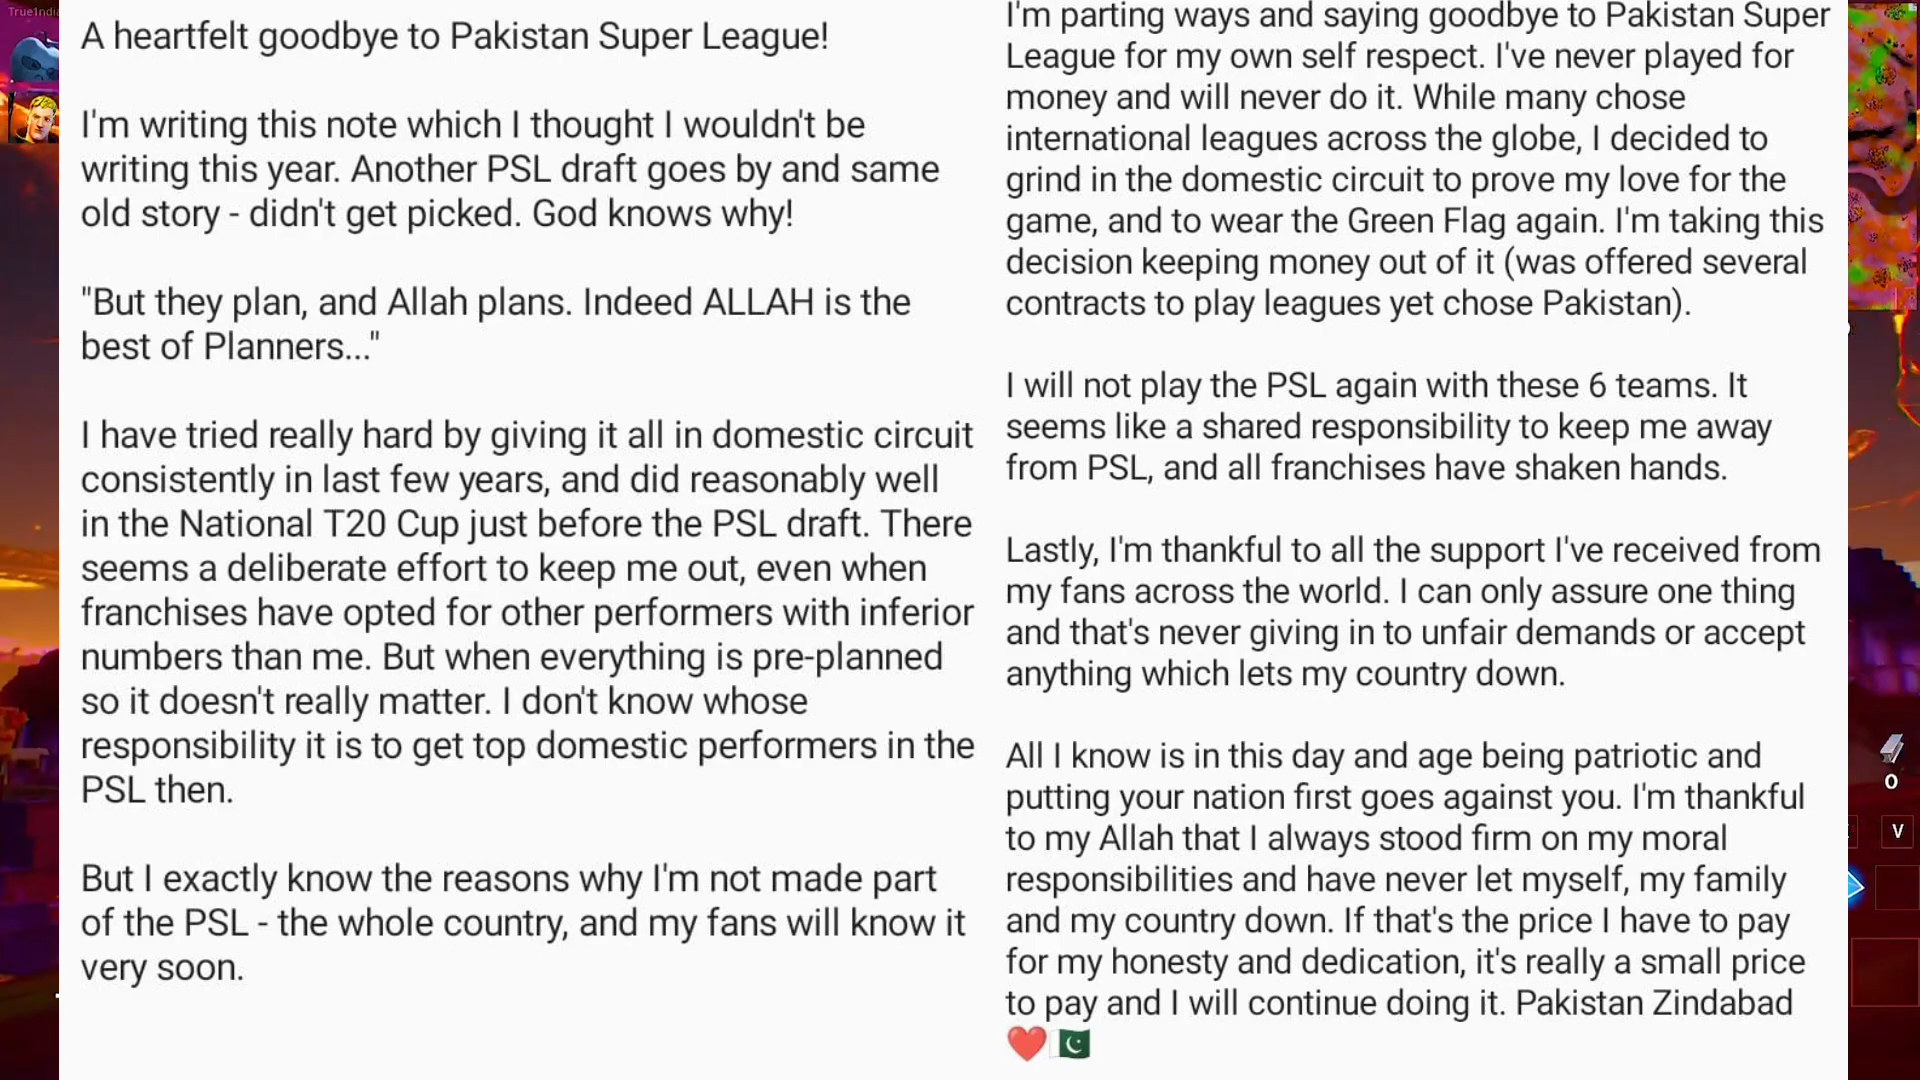 True1ndia
A heartfelt goodbye to Pakistan Super League!
I'm writing this note which I thought I wouldn't be
writing this year. Another PSL draft goes by and same
old story - didn't get picked. God knows why!
"But they plan, and Allah plans. Indeed ALLAH is the
best of Planners..."
I have tried really hard by giving it all in domestic circuit
consistently in last few years, and did reasonably well
in the National T20 Cup just before the PSL draft. There
seems a deliberate effort to keep me out, even when
franchises have opted for other performers with inferior
numbers than me. But when everything is pre-planned
so it doesn't really matter. I don't know whose
responsibility it is to get top domestic performers in the
PSL then.
But I exactly know the reasons why I'm not made part
of the PSL - the whole country, and my fans will know it
very soon.
I'm parting ways and saying goodbye to Pakistan Super
League for my own self respect. I've never played for
money and will never do it. While many chose
international leagues across the globe, I decided to
grind in the domestic circuit to prove my love for the
game, and to wear the Green Flag again. I'm taking this
decision keeping money out of it (was offered several
contracts to play leagues yet chose Pakistan).
I will not play the PSL again with these 6 teams. It
seems like a shared responsibility to keep me away
from PSL, and all franchises have shaken hands.
Lastly, I'm thankful to all the support I've received from
my fans across the world. I can only assure one thing
and that's never giving in to unfair demands or accept
anything which lets my country down.
All I know is in this day and age being patriotic and
putting your nation first goes against you. I'm thankful
to my Allah that I always stood firm on my moral
responsibilities and have never let myself, my family
and my country down. If that's the price I have to pay
for my honesty and dedication, it's really a small price
to pay and I will continue doing it. Pakistan Zindabad
❤️🇵🇰
0
V